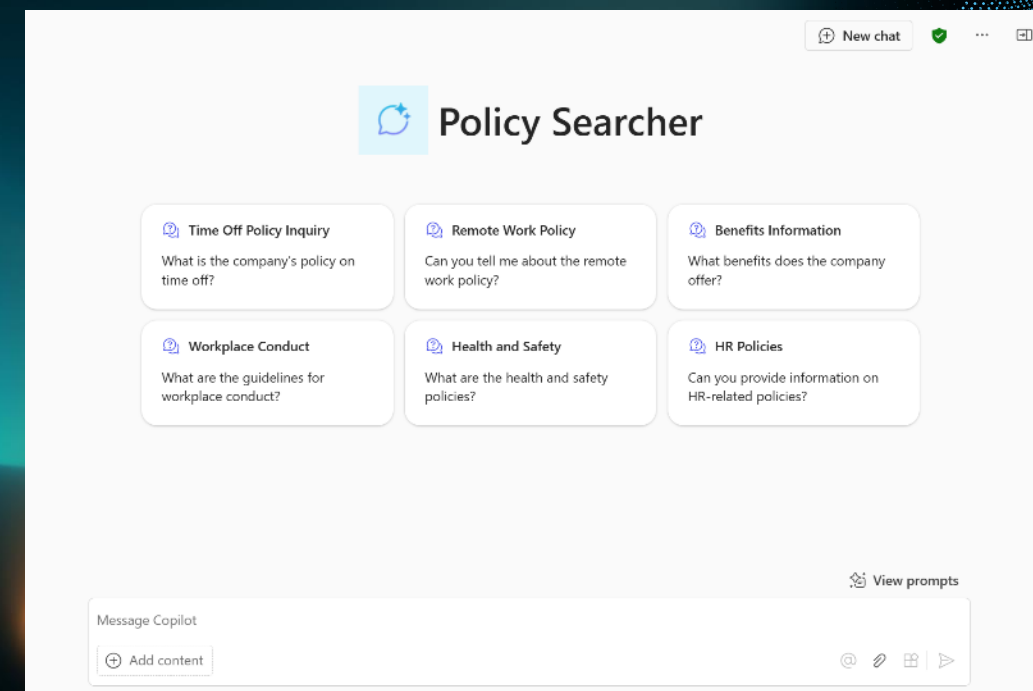 New chat
Policy Searcher
Time Off Policy Inquiry
What is the company's policy on
time off?
Remote Work Policy
Can you tell me about the remote
work policy?
Benefits Information
What benefits does the company
offer?
Workplace Conduct
What are the guidelines for
workplace conduct?
Health and Safety
What are the health and safety
policies?
HR Policies
Can you provide information on
HR-related policies?
View prompts
Message Copilot
Add content